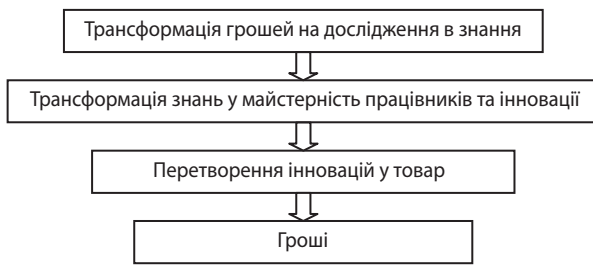 Трансформація грошей на дослідження в знання
Трансформація знань у майстерність працівників та інновації
Перетворення інновацій у товар
Гроші